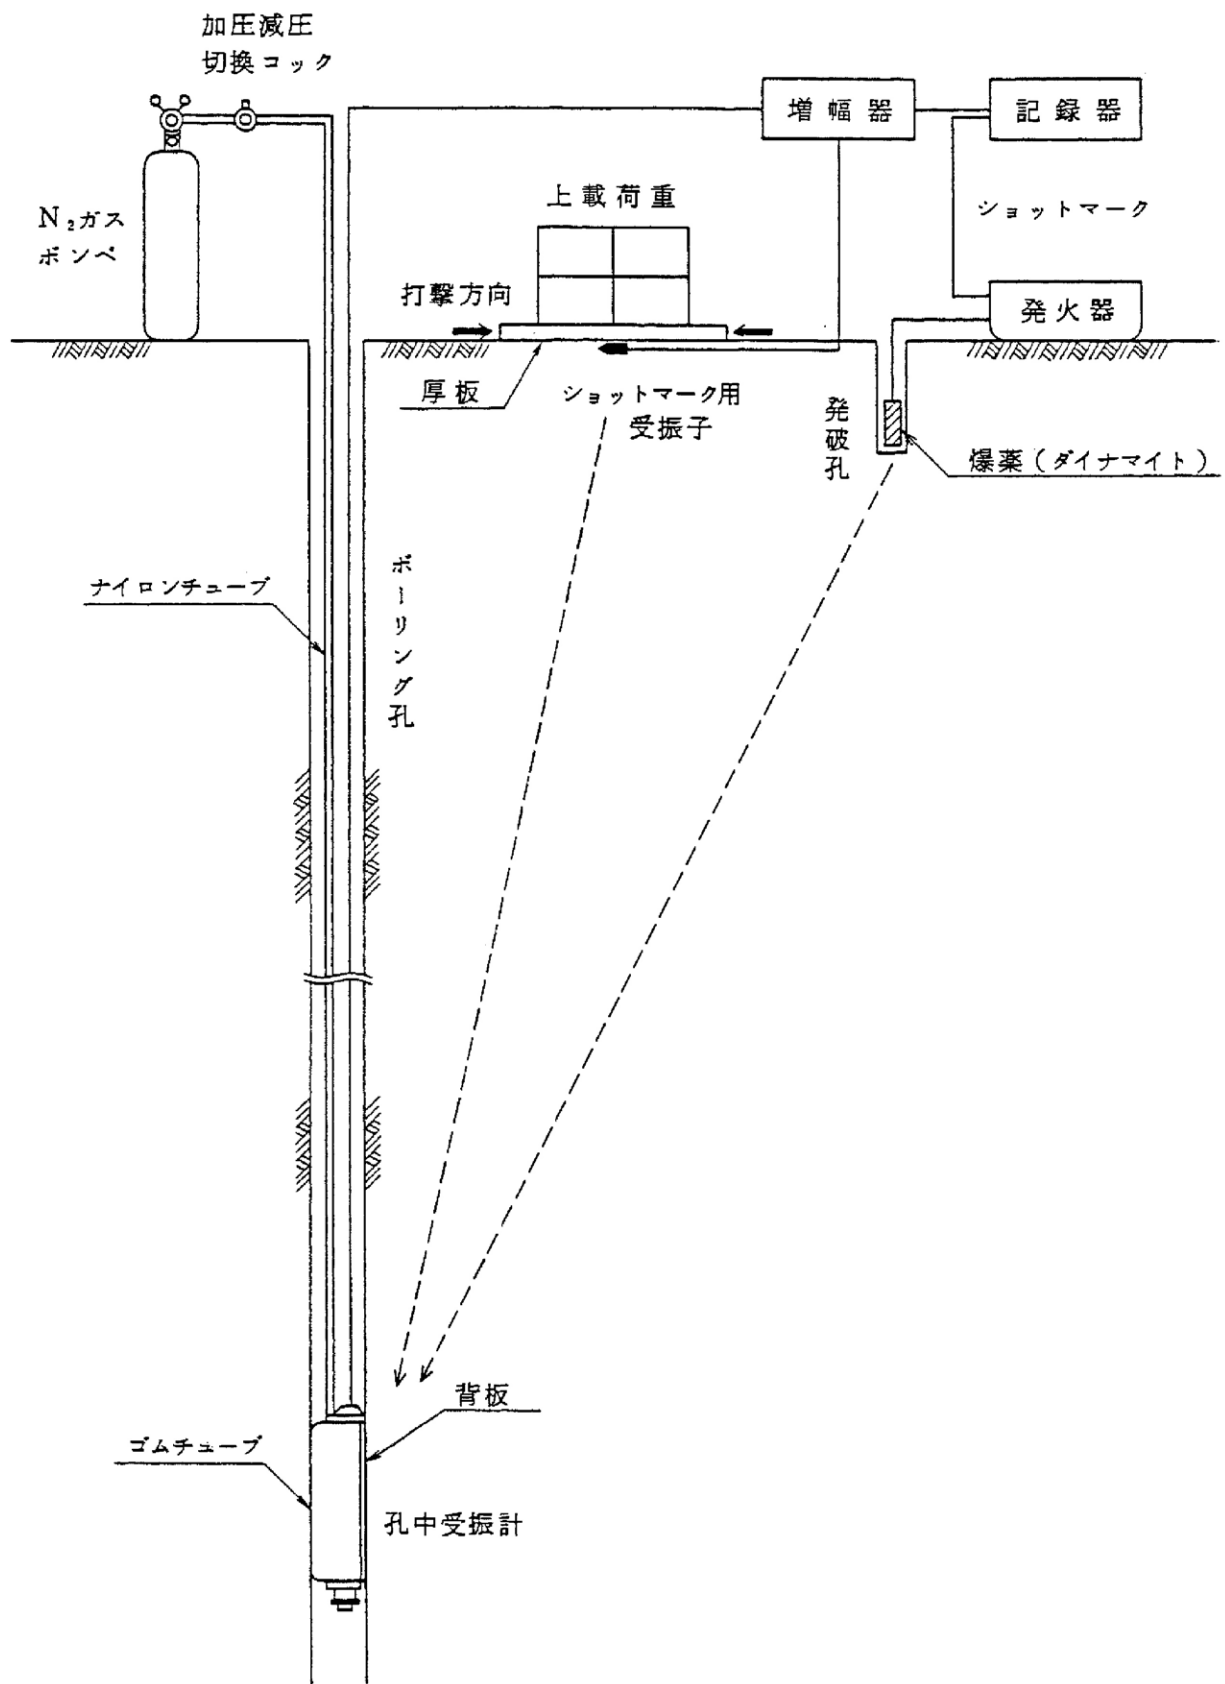 加圧減圧
切換コック
増幅器
記録器
上載荷重
ショットマーク
N₂ガス
ボンベ
打撃方向
発火器
厚板
ショットマーク用
受振子
発破孔
爆薬(ダイナマイト)
ボーリング孔
ナイロンチューブ
背板
ゴムチューブ
孔中受振計